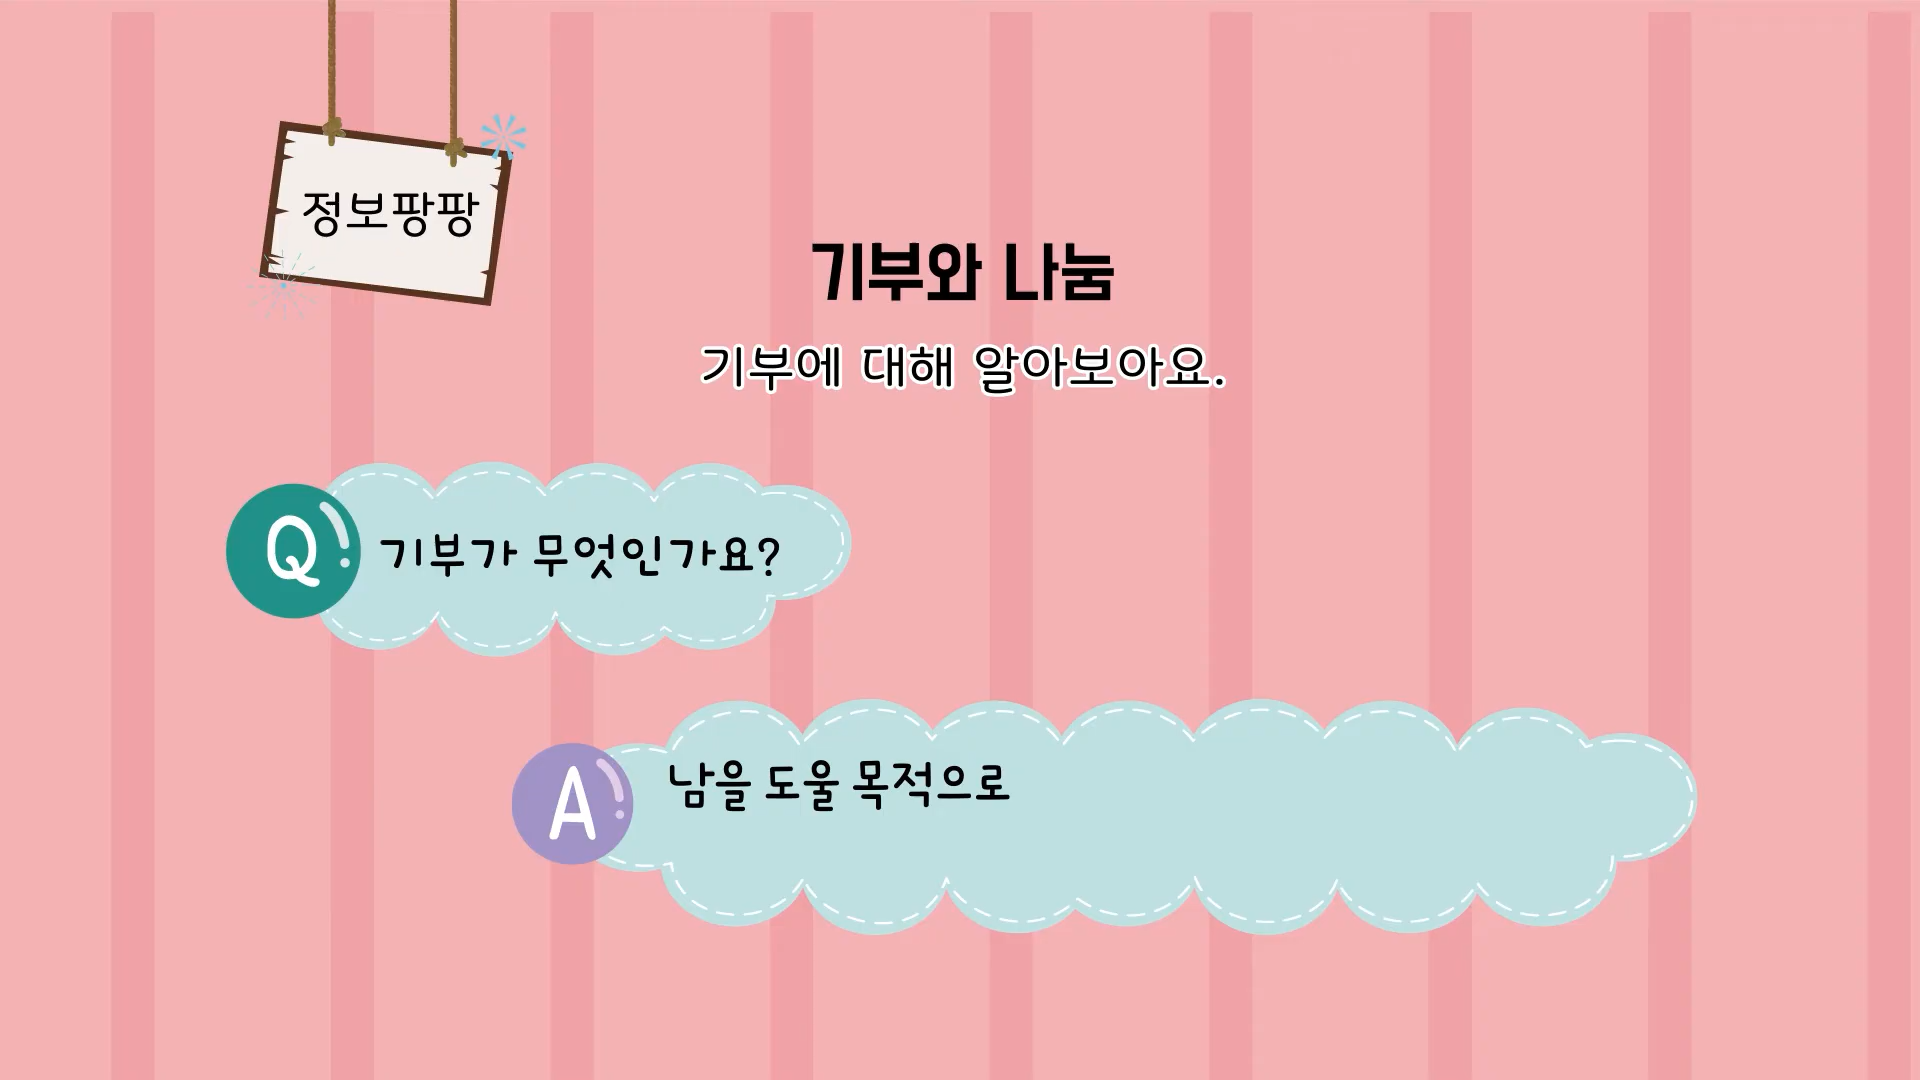 정보팡팡
기부와 나눔
기부에 대해 알아보아요.
Q 기부가 무엇인가요?
A 남을 도울 목적으로